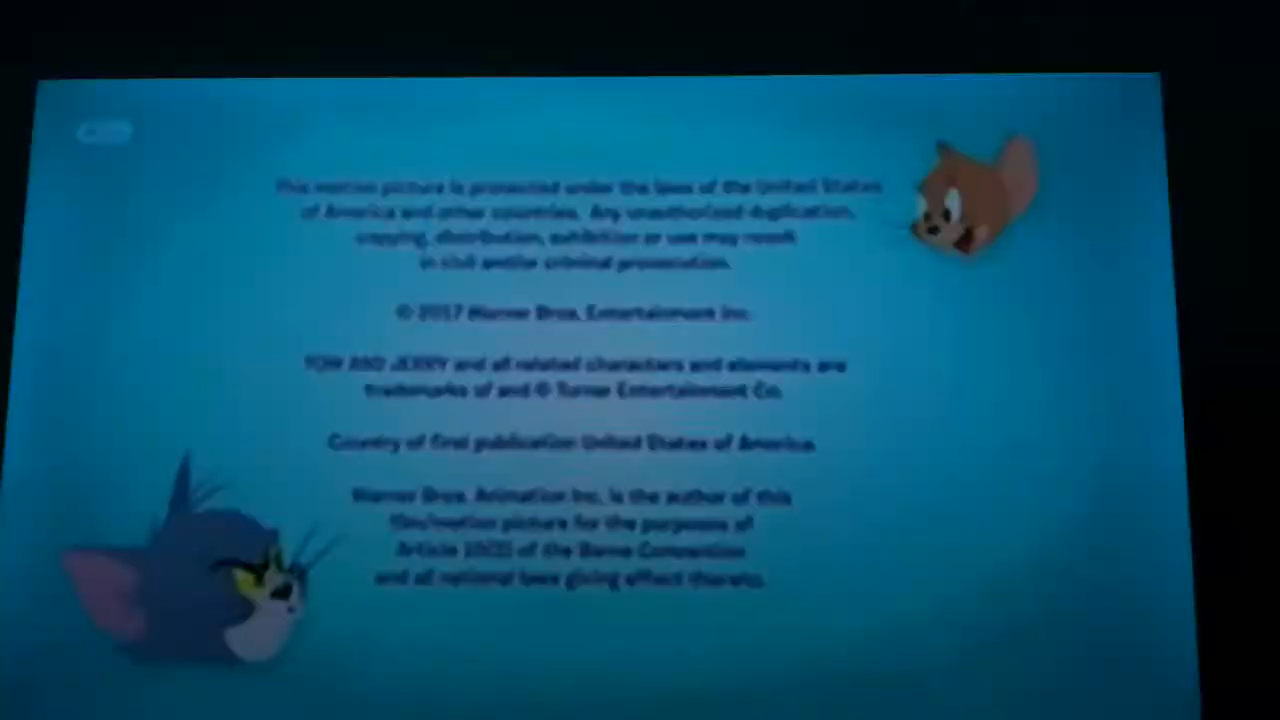 This motion picture is protected under the laws of the United States
of America and other countries. Any unauthorized duplication,
copying, distribution, exhibition or use may result
in civil and/or criminal prosecution.
© 2017 Warner Bros. Entertainment Inc.
TOM AND JERRY and all related characters and elements are
trademarks of and © Turner Entertainment Co.
Country of first publication United States of America.
Warner Bros. Animation Inc. is the author of this
film/motion picture for the purposes of
Article of the Berne Convention
and all national laws giving effect thereto.